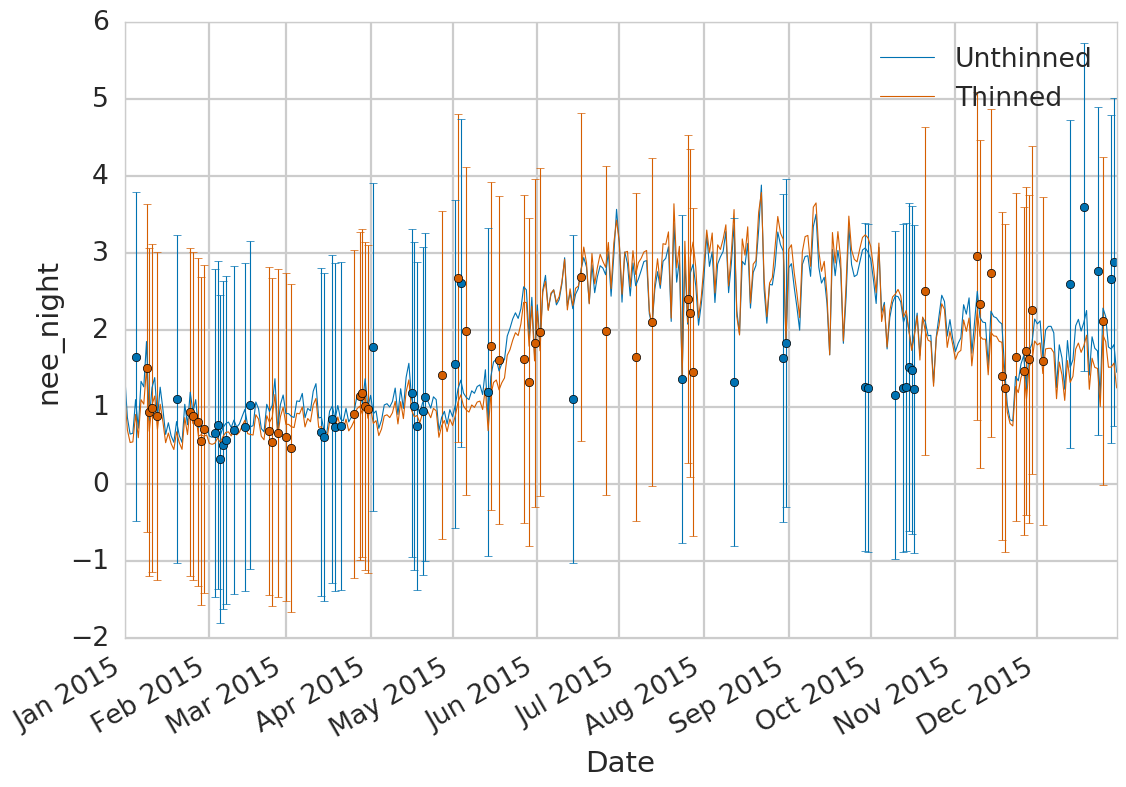 6
5
4
3
2
1
0
−1
−2
nee_night
Unthinned
Thinned
Jan 2015
Feb 2015
Mar 2015
Apr 2015
May 2015
Jun 2015
Jul 2015
Aug 2015
Sep 2015
Oct 2015
Nov 2015
Dec 2015
Date